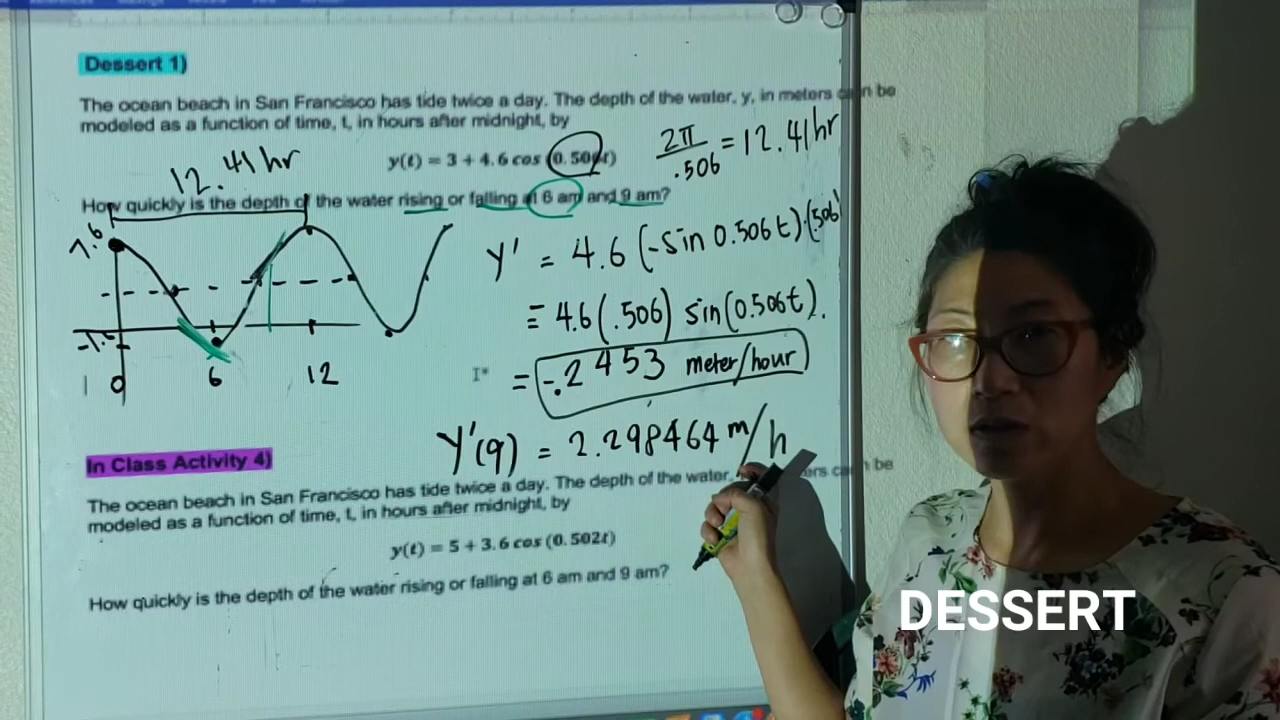 Dessert 1)
The ocean beach in San Francisco has tide twice a day. The depth of the water, y, in meters can be
modeled as a function of time, t, in hours after midnight, by
y(t) = 3 + 4.6 cos (0.506t)
2π/.506 = 12.41hr
12.41hr
How quickly is the depth of the water rising or falling at 6 am and 9 am?
7.6
y' = 4.6 (-sin 0.506t)·(.506)
= 4.6(.506) sin(0.506t).
6 12
0
= -.2453 meter/hour
y'(9) = 2.298464 m/h
In Class Activity 4)
The ocean beach in San Francisco has tide twice a day. The depth of the water, meters can be
modeled as a function of time, t, in hours after midnight, by
y(t) = 5 + 3.6 cos (0.502t)
How quickly is the depth of the water rising or falling at 6 am and 9 am?
DESSERT